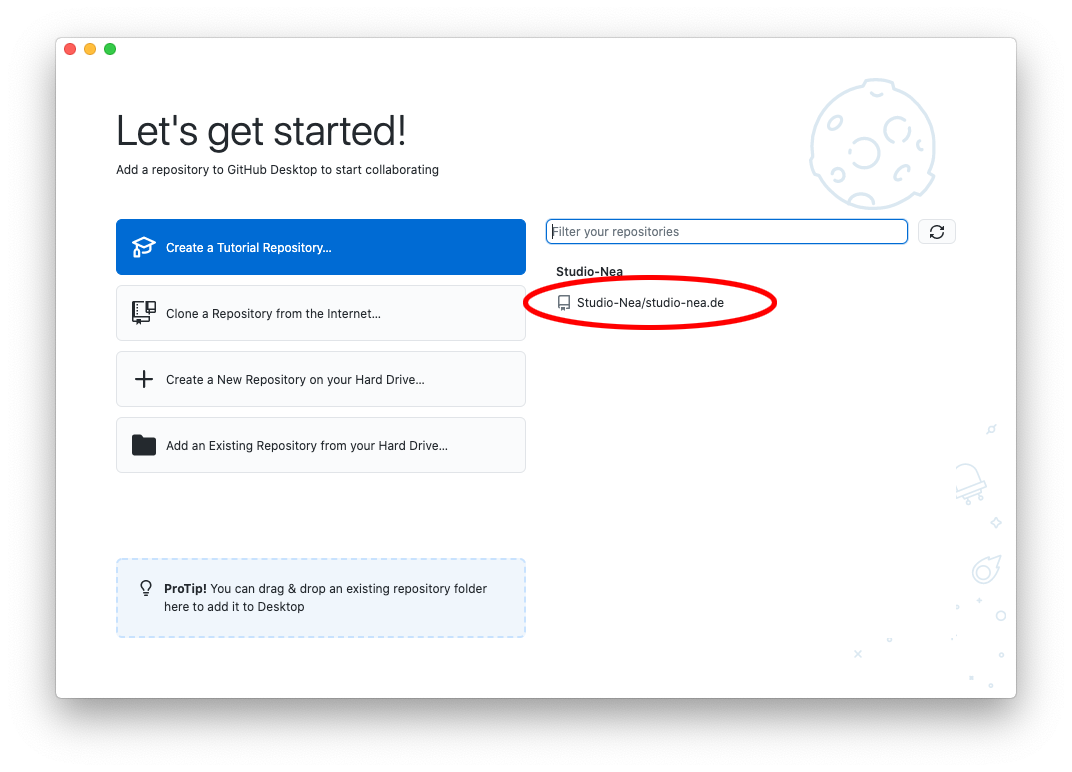 Let's get started!
Add a repository to GitHub Desktop to start collaborating
Create a Tutorial Repository...
Clone a Repository from the Internet...
Create a New Repository on your Hard Drive...
Add an Existing Repository from your Hard Drive...
ProTip! You can drag & drop an existing repository folder
here to add it to Desktop
Filter your repositories
Studio-Nea
Studio-Nea/studio-nea.de